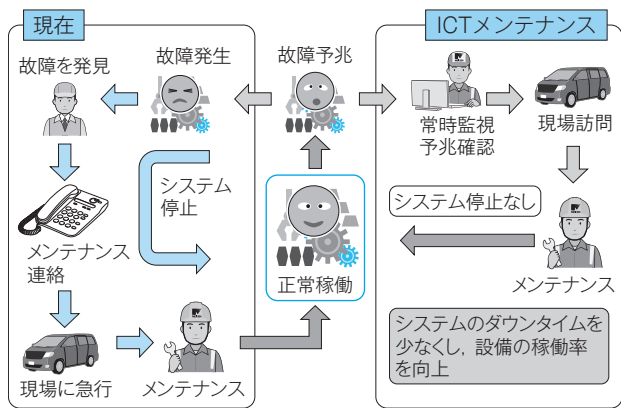 現在
故障を発見
故障発生
システム
停止
メンテナンス
連絡
現場に急行
メンテナンス
故障予兆
正常稼働
ICTメンテナンス
常時監視
予兆確認
現場訪問
システム停止なし
メンテナンス
システムのダウンタイムを
少なくし，設備の稼働率
を向上